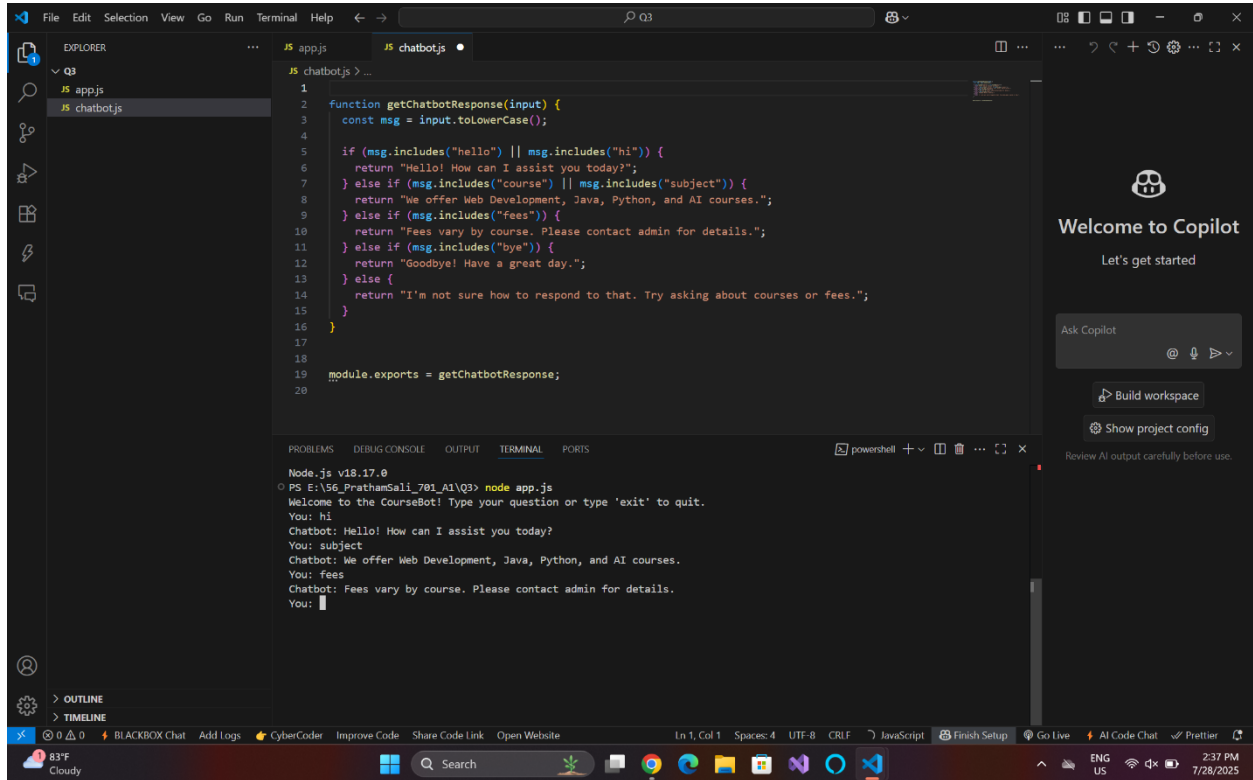 File Edit Selection View Go Run Terminal Help
Q3
EXPLORER
Q3
JS app.js
JS chatbot.js
1
JS app.js JS chatbot.js
JS chatbot.js > ...
1
2 function getChatbotResponse(input) {
3 const msg = input.toLowerCase();
4
5 if (msg.includes("hello") || msg.includes("hi")) {
6 return "Hello! How can I assist you today?";
7 } else if (msg.includes("course") || msg.includes("subject")) {
8 return "We offer Web Development, Java, Python, and AI courses.";
9 } else if (msg.includes("fees")) {
10 return "Fees vary by course. Please contact admin for details.";
11 } else if (msg.includes("bye")) {
12 return "Goodbye! Have a great day.";
13 } else {
14 return "I'm not sure how to respond to that. Try asking about courses or fees.";
15 }
16 }
17
18
19 module.exports = getChatbotResponse;
20
PROBLEMS DEBUG CONSOLE OUTPUT TERMINAL PORTS
powershell
Node.js v18.17.0
PS E:\56_PrathamSali_701_A1\Q3> node app.js
Welcome to the CourseBot! Type your question or type 'exit' to quit.
You: hi
Chatbot: Hello! How can I assist you today?
You: subject
Chatbot: We offer Web Development, Java, Python, and AI courses.
You: fees
Chatbot: Fees vary by course. Please contact admin for details.
You:
Welcome to Copilot
Let's get started
Ask Copilot
@
Build workspace
Show project config
Review AI output carefully before use.
OUTLINE
TIMELINE
0 0 BLACKBOX Chat Add Logs CyberCoder Improve Code Share Code Link Open Website Ln 1, Col 1 Spaces: 4 UTF-8 CRLF JavaScript Finish Setup Go Live AI Code Chat Prettier
1
83°F
Cloudy
Search
ENG
US
2:37 PM
7/28/2025